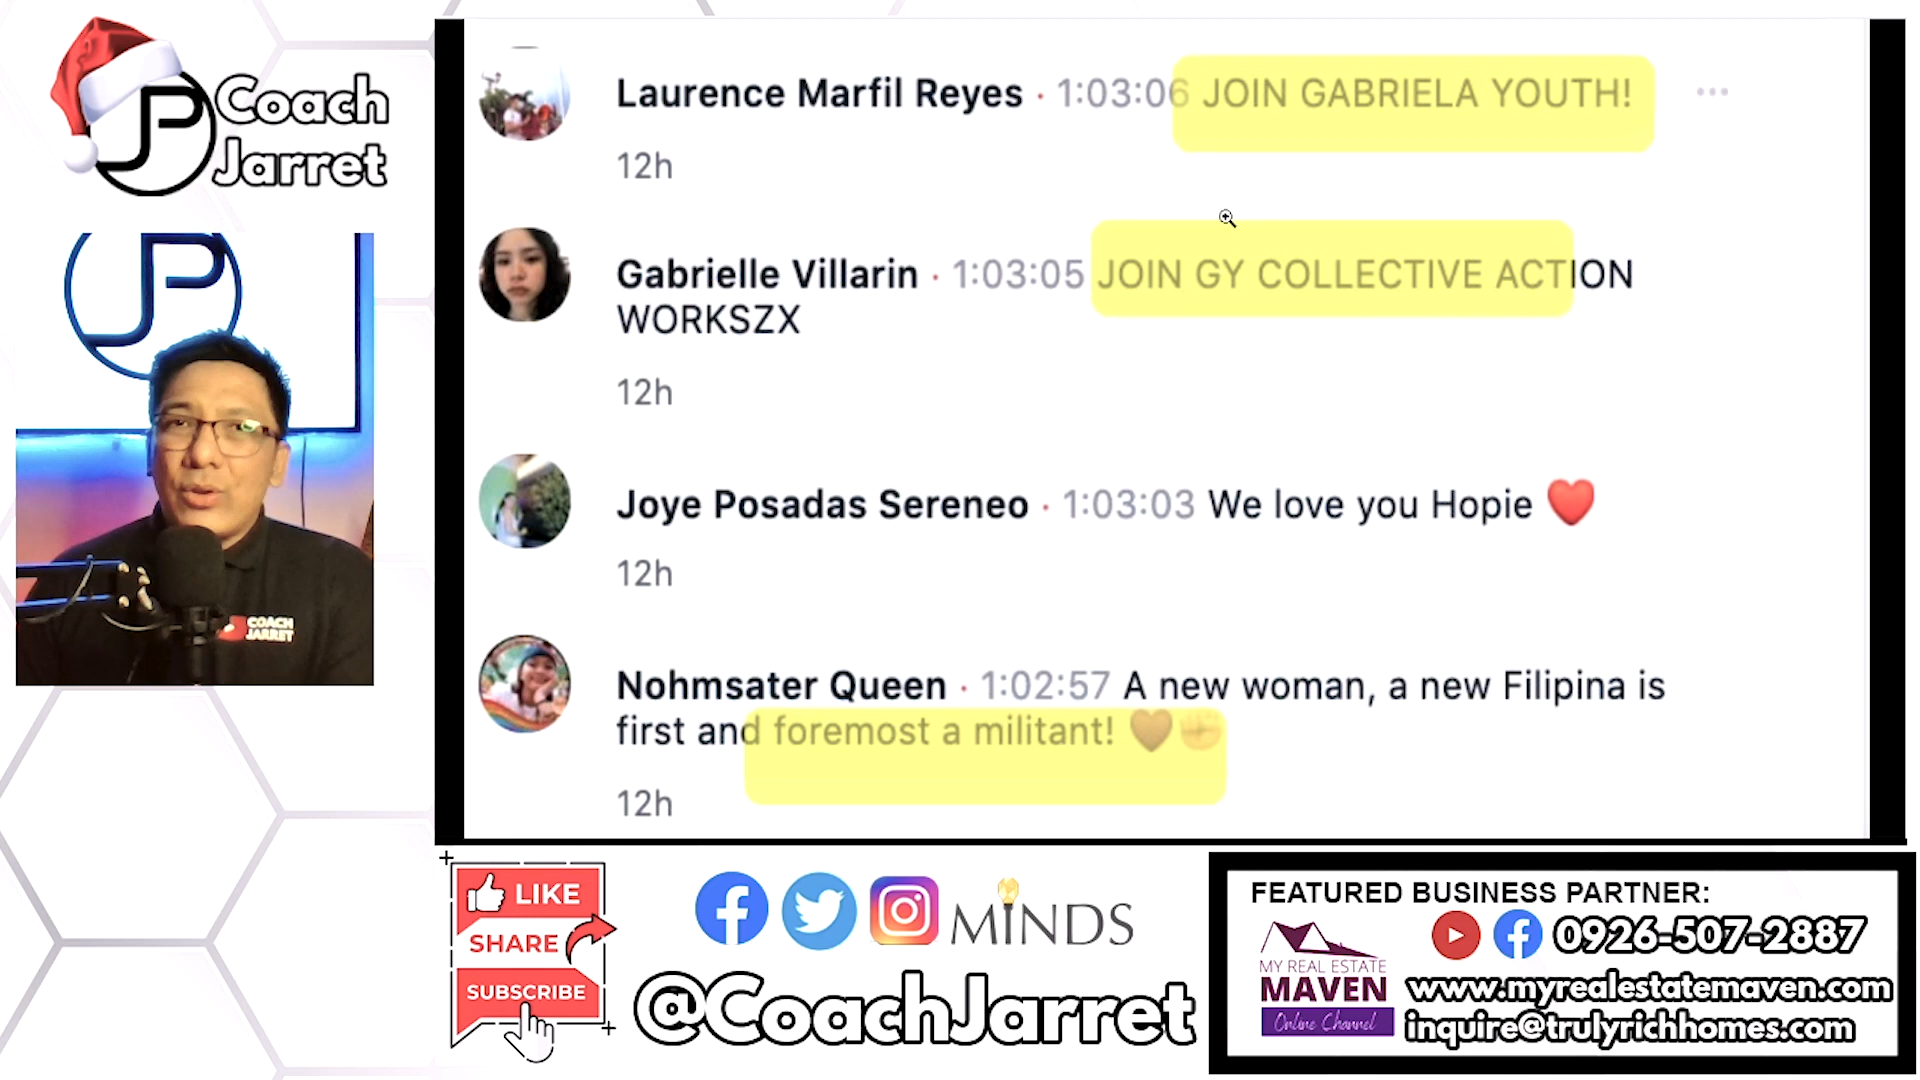 Coach
Jarret
COACH
JARRET
Laurence Marfil Reyes · 1:03:06 JOIN GABRIELA YOUTH!
12h
Gabrielle Villarin · 1:03:05 JOIN GY COLLECTIVE ACTION
WORKSZX
12h
Joye Posadas Sereneo · 1:03:03 We love you Hopie ❤️
12h
Nohmsater Queen · 1:02:57 A new woman, a new Filipina is
first and foremost a militant! ❤️✊
12h
LIKE
SHARE
SUBSCRIBE
MINDS
@CoachJarret
FEATURED BUSINESS PARTNER:
0926-507-2887
MY REAL ESTATE
MAVEN
Online Channel
www.myrealestatemaven.com
inquire@trulyrichhomes.com